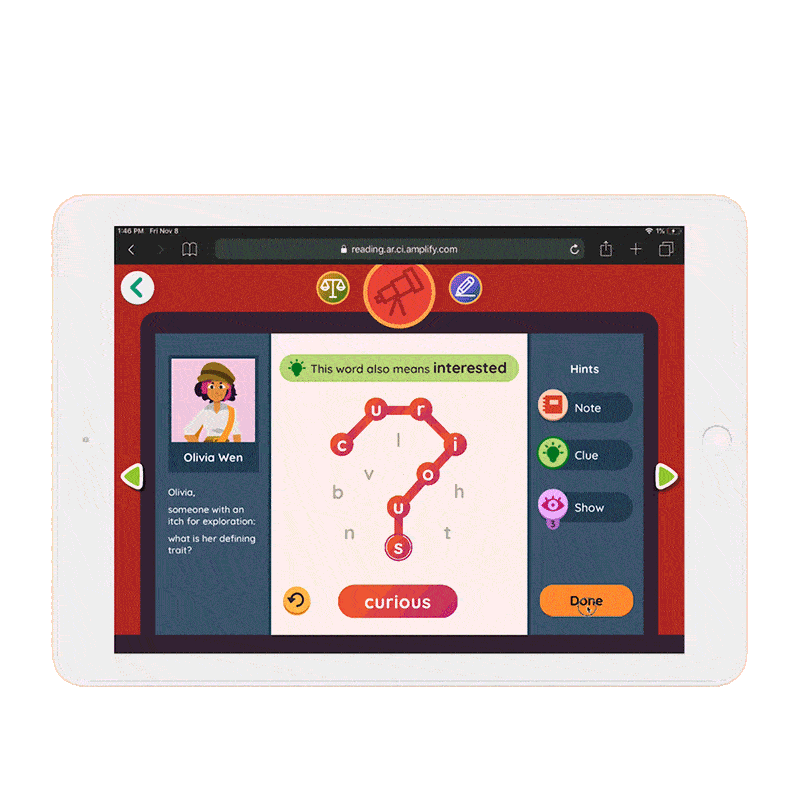 1:46 PM Fri Nov 8
1%
reading.ar.ci.amplify.com
This word also means interested
Olivia Wen
Olivia,
someone with an
itch for exploration:
what is her defining
trait?
c u r i o u s
l
v
b
h
n
t
curious
Hints
Note
Clue
Show
3
Done